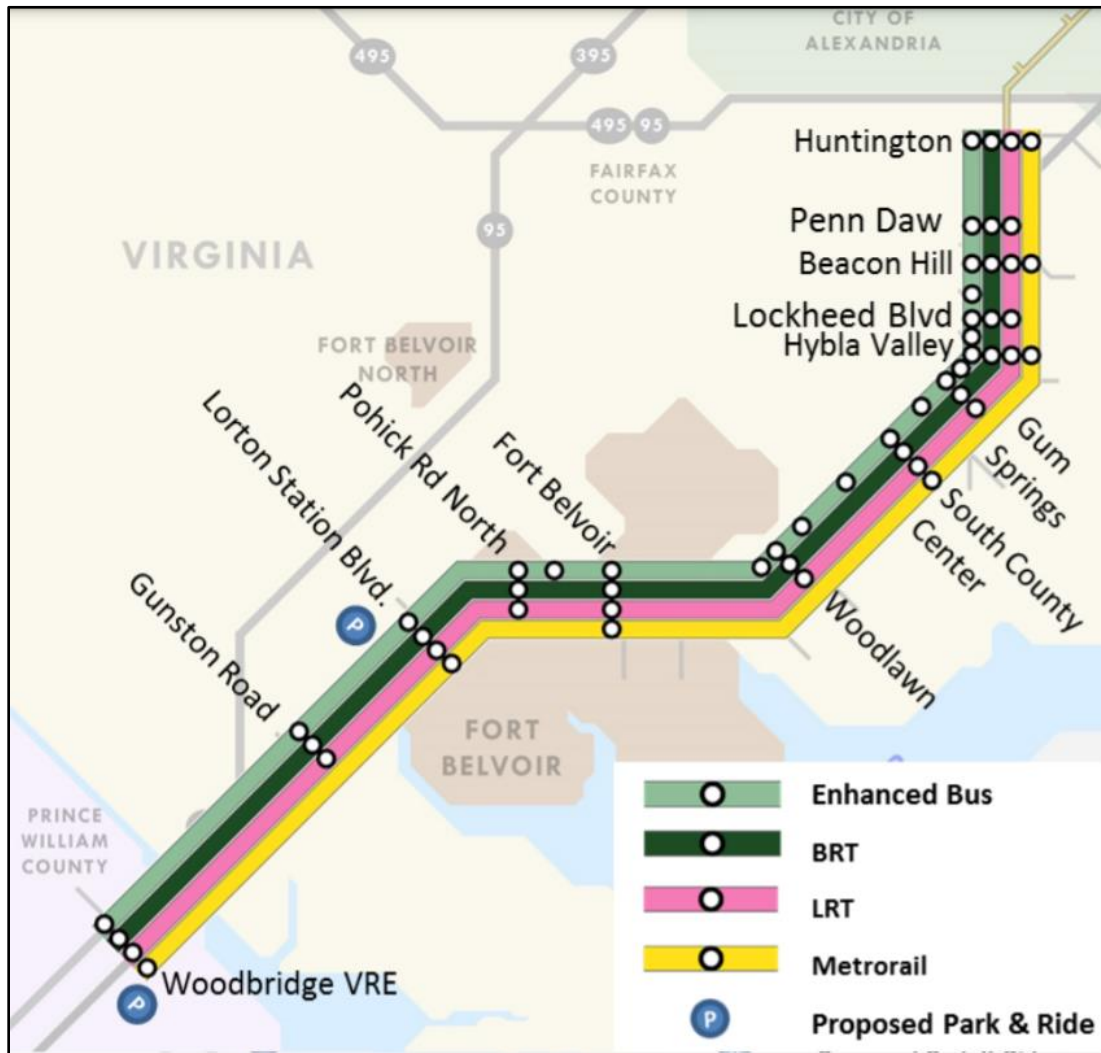 CITY OF
ALEXANDRIA
495
395
495
95
FAIRFAX
COUNTY
95
VIRGINIA
FORT BELVOIR
NORTH
Huntington
Penn Daw
Beacon Hill
Lockheed Blvd
Hybla Valley
Gum
Springs
South County
Center
Woodlawn
Fort Belvoir
Pohick Rd North
Lorton Station Blvd.
P
Gunston Road
FORT
BELVOIR
PRINCE
WILLIAM
COUNTY
Woodbridge VRE
P
Enhanced Bus
BRT
LRT
Metrorail
P
Proposed Park & Ride